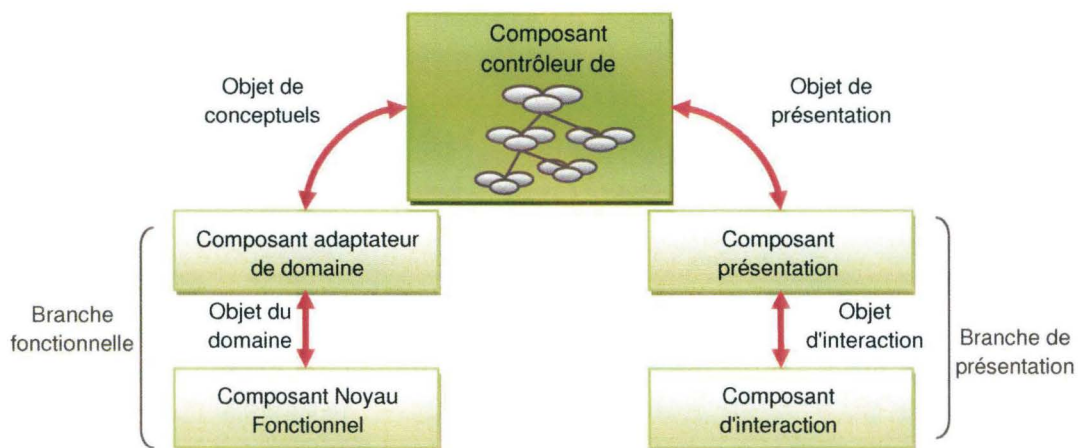 Composant
contrôleur de
Objet de
conceptuels
Objet de
présentation
Composant adaptateur
de domaine
Composant
présentation
Branche
fonctionnelle
Objet du
domaine
Objet
d'interaction
Branche de
présentation
Composant Noyau
Fonctionnel
Composant
d'interaction